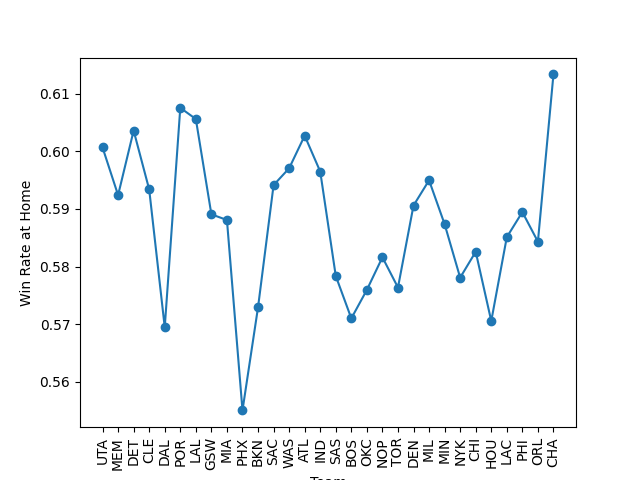 0.61
0.60
0.59
0.58
0.57
0.56
Win Rate at Home
UTA
MEM
DET
CLE
DAL
POR
LAL
GSW
MIA
PHX
BKN
SAC
WAS
ATL
IND
SAS
BOS
OKC
NOP
TOR
DEN
MIL
MIN
NYK
CHI
HOU
LAC
PHI
ORL
CHA
Team